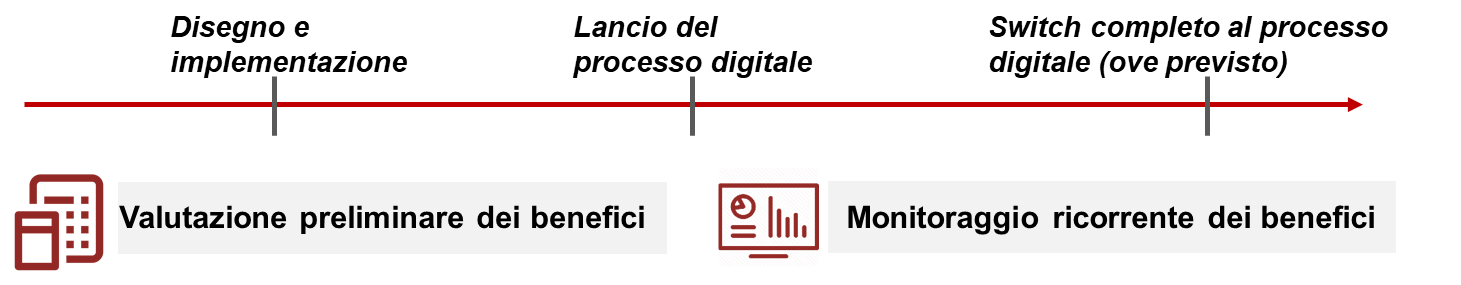 Disegno e
implementazione
Lancio del
processo digitale
Switch completo al processo
digitale (ove previsto)
Valutazione preliminare dei benefici
Monitoraggio ricorrente dei benefici